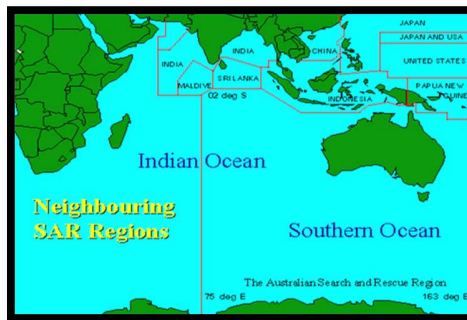 JAPAN
JAPAN AND USA
UNITED STATES
INDIA
CHINA
INDIA
MALDIVE
SRI LANKA
PAPUA NEW
GUINE
INDONESIA
02 deg S
Indian Ocean
Neighbouring
SAR Regions
Southern Ocean
The Australian Search and Rescue Region
75 deg E
163 deg E